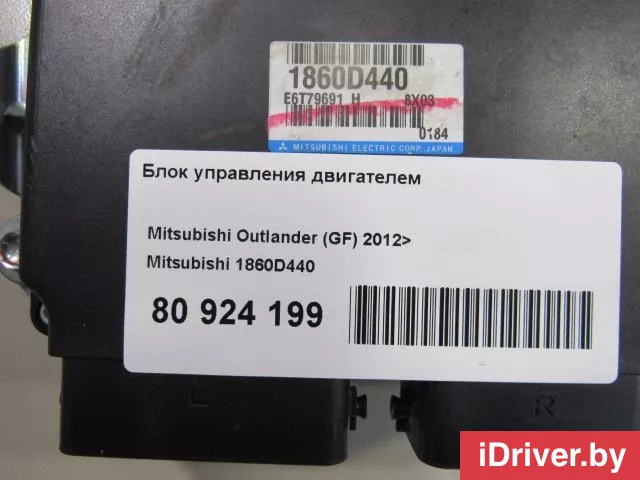 1860D440
E6T79691 H 8X03
0184
MITSUBISHI ELECTRIC CORP.,JAPAN
Блок управления двигателем
Mitsubishi Outlander (GF) 2012>
Mitsubishi 1860D440
80 924 199
L R
iDriver.by